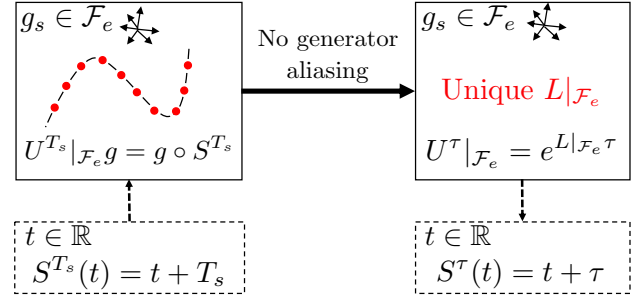 g_s ∈ 𝓕_e
U^{T_s}|_{𝓕_e} g = g ∘ S^{T_s}
t ∈ ℝ
S^{T_s}(t) = t + T_s
No generator
aliasing
g_s ∈ 𝓕_e
Unique L|_{𝓕_e}
U^τ|_{𝓕_e} = e^{L|_{𝓕_e} τ}
t ∈ ℝ
S^τ(t) = t + τ